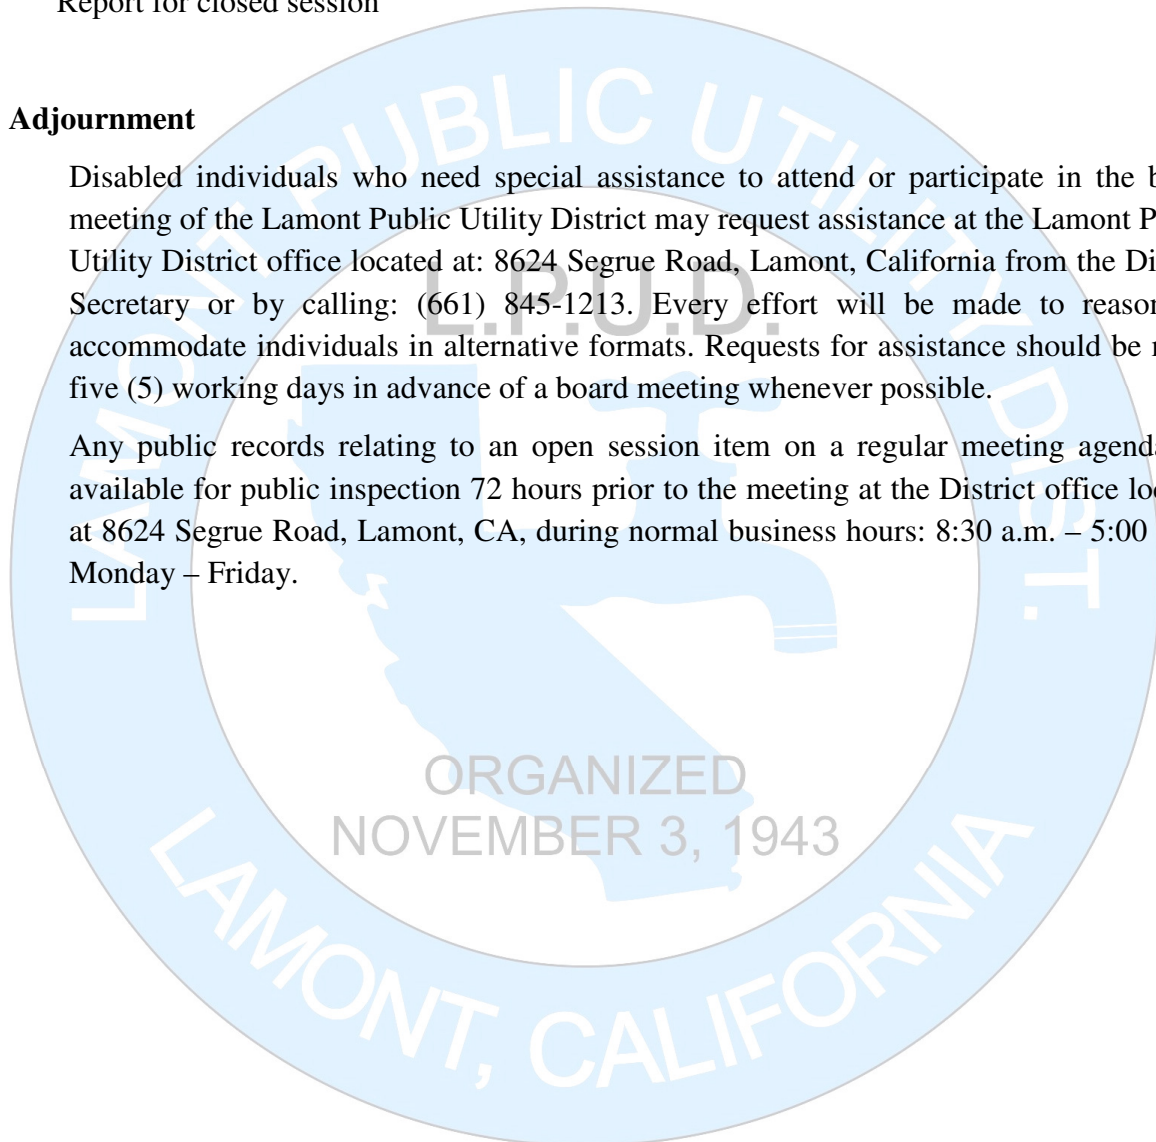 Report for closed session
Adjournment
Disabled individuals who need special assistance to attend or participate in the b
meeting of the Lamont Public Utility District may request assistance at the Lamont P
Utility District office located at: 8624 Segrue Road, Lamont, California from the Di
Secretary or by calling: (661) 845-1213. Every effort will be made to reason
accommodate individuals in alternative formats. Requests for assistance should be
five (5) working days in advance of a board meeting whenever possible.
Any public records relating to an open session item on a regular meeting agend
available for public inspection 72 hours prior to the meeting at the District office lo
at 8624 Segrue Road, Lamont, CA, during normal business hours: 8:30 a.m. – 5:00
Monday – Friday.
LAMONT PUBLIC UTILITY DIST.
L.P.U.D.
ORGANIZED
NOVEMBER 3, 1943
LAMONT, CALIFORNIA